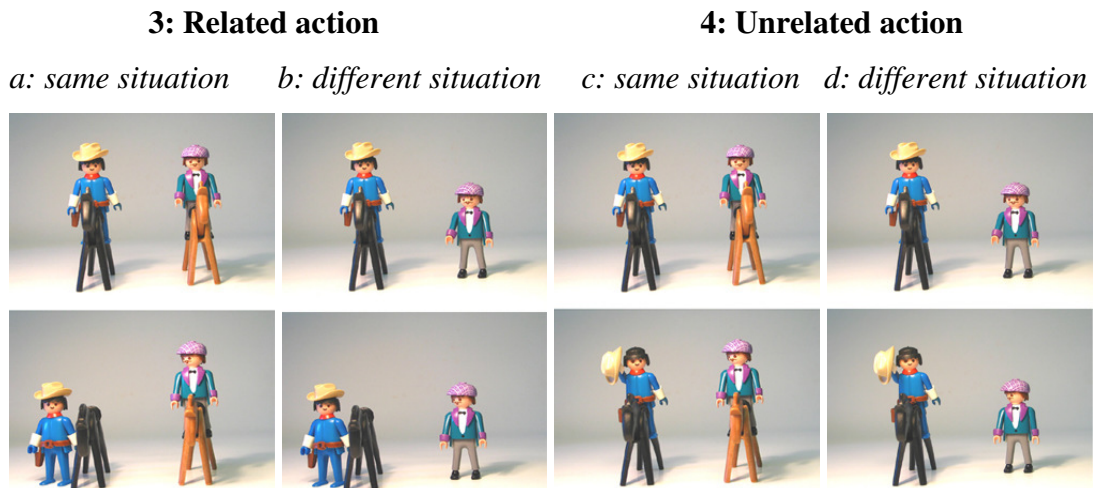 3: Related action
4: Unrelated action
a: same situation
b: different situation
c: same situation
d: different situation